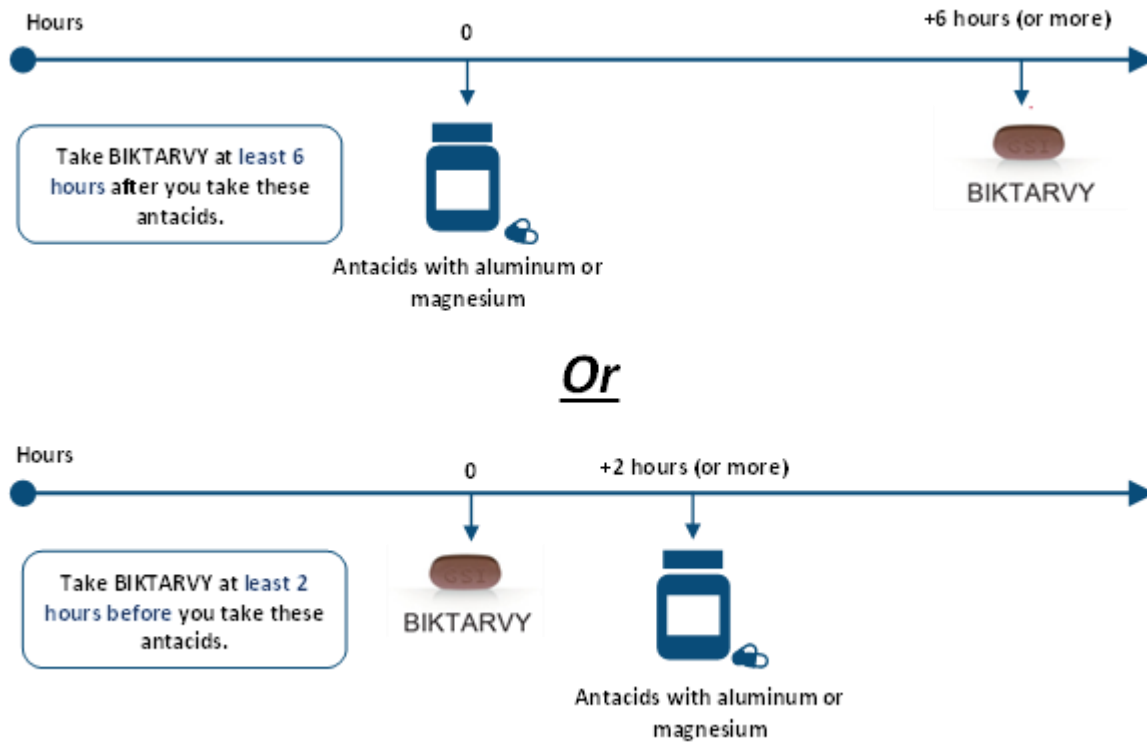 Hours
0
+6 hours (or more)
Take BIKTARVY at least 6
hours after you take these
antacids.
GSI
BIKTARVY
Antacids with aluminum or
magnesium
Or
Hours
0
+2 hours (or more)
Take BIKTARVY at least 2
hours before you take these
antacids.
GSI
BIKTARVY
Antacids with aluminum or
magnesium